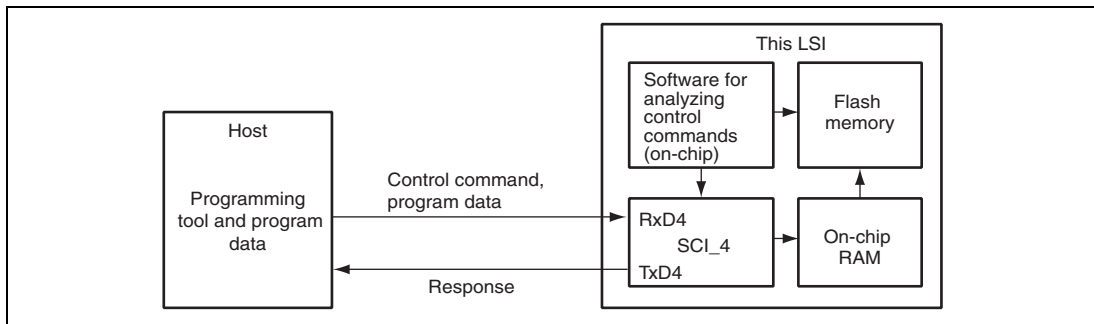 This LSI
Software for
analyzing
control
commands
(on-chip)
Flash
memory
Host
Programming
tool and program
data
Control command,
program data
RxD4
SCI_4
TxD4
On-chip
RAM
Response